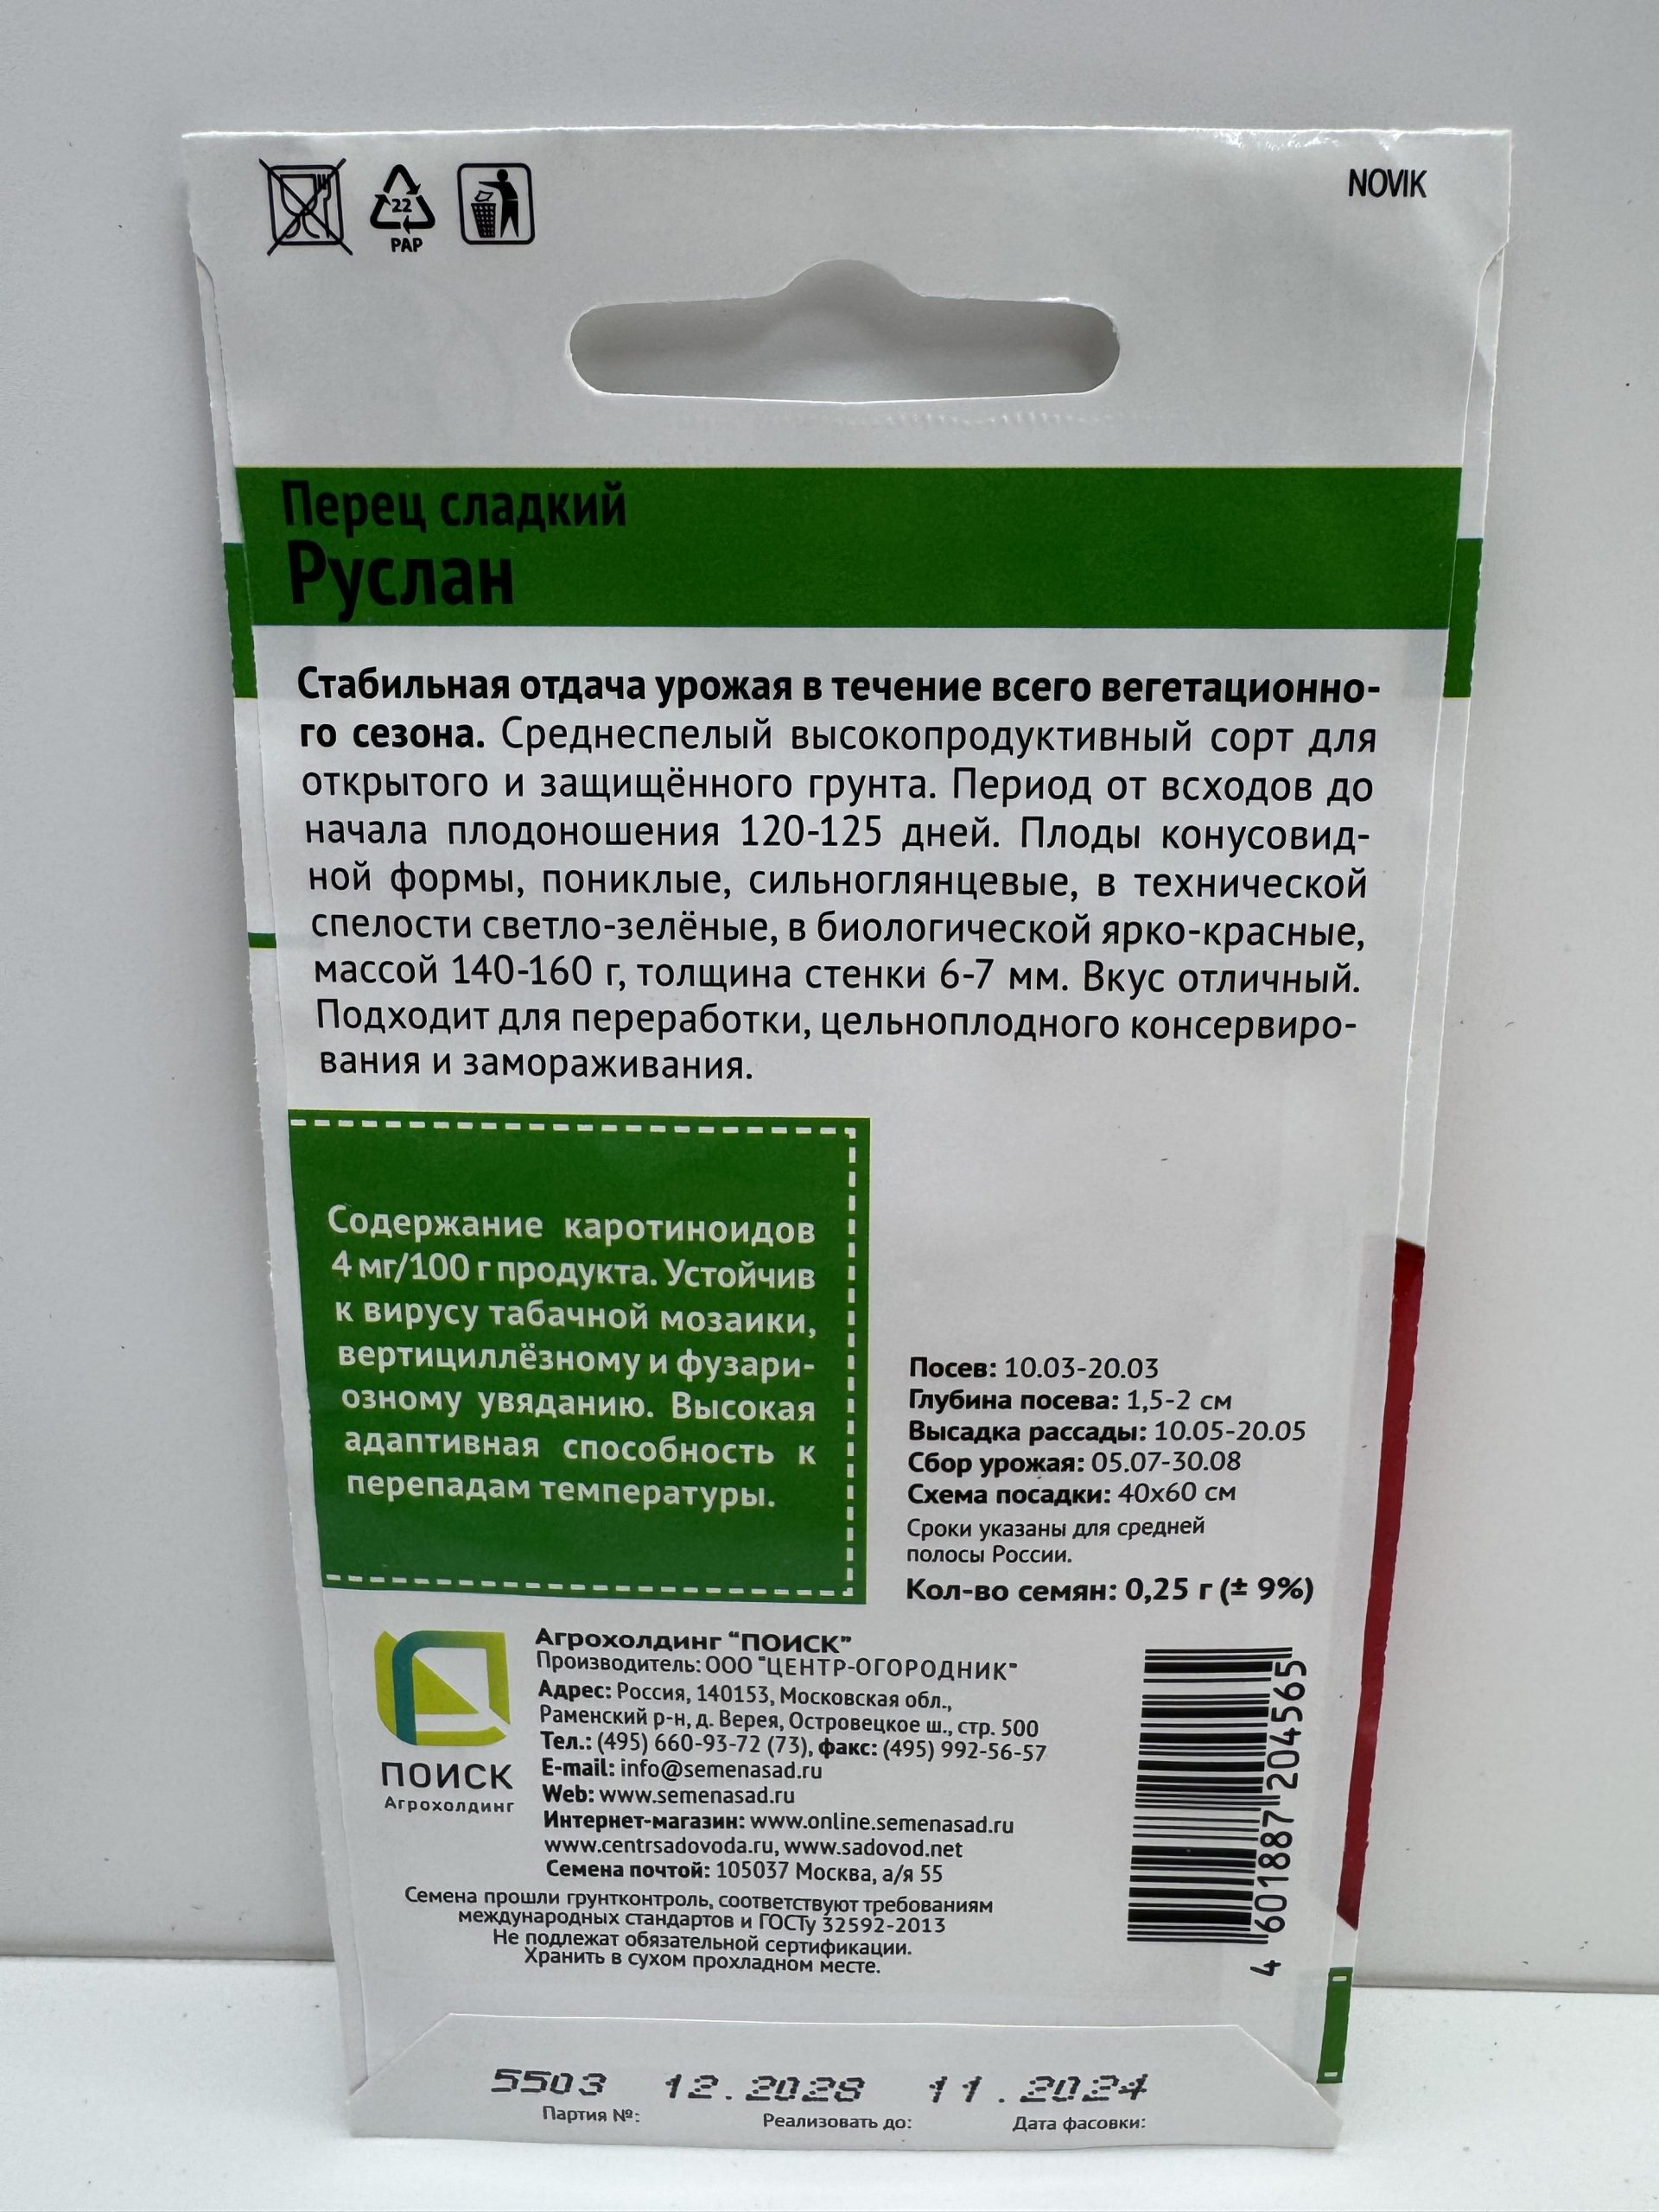 NOVIK
22
PAP
Перец сладкий
Руслан
Стабильная отдача урожая в течение всего вегетационно-
го сезона. Среднеспелый высокопродуктивный сорт для
открытого и защищённого грунта. Период от всходов до
начала плодоношения 120-125 дней. Плоды конусовид-
ной формы, пониклые, сильноглянцевые, в технической
спелости светло-зелёные, в биологической ярко-красные,
массой 140-160 г, толщина стенки 6-7 мм. Вкус отличный.
Подходит для переработки, цельноплодного консервиро-
вания и замораживания.
Содержание каротиноидов
4 мг/100 г продукта. Устойчив
к вирусу табачной мозаики,
вертициллёзному и фузари-
озному увяданию. Высокая
адаптивная способность к
перепадам температуры.
Посев: 10.03-20.03
Глубина посева: 1,5-2 см
Высадка рассады: 10.05-20.05
Сбор урожая: 05.07-30.08
Схема посадки: 40х60 см
Сроки указаны для средней
полосы России.
Кол-во семян: 0,25 г (± 9%)
ПОИСК
Агрохолдинг
Агрохолдинг "ПОИСК"
Производитель: ООО "ЦЕНТР-ОГОРОДНИК"
Адрес: Россия, 140153, Московская обл.,
Раменский р-н, д. Верея, Островецкое ш., стр. 500
Тел.: (495) 660-93-72 (73), факс: (495) 992-56-57
E-mail: info@semenasad.ru
Web: www.semenasad.ru
Интернет-магазин: www.online.semenasad.ru
www.centrsadovoda.ru, www.sadovod.net
Семена почтой: 105037 Москва, а/я 55
Семена прошли грунтконтроль, соответствуют требованиям
международных стандартов и ГОСТу 32592-2013
Не подлежат обязательной сертификации.
Хранить в сухом прохладном месте.
4 601887 204565
5503 12.2028 11.2024
Партия №: Реализовать до: Дата фасовки: